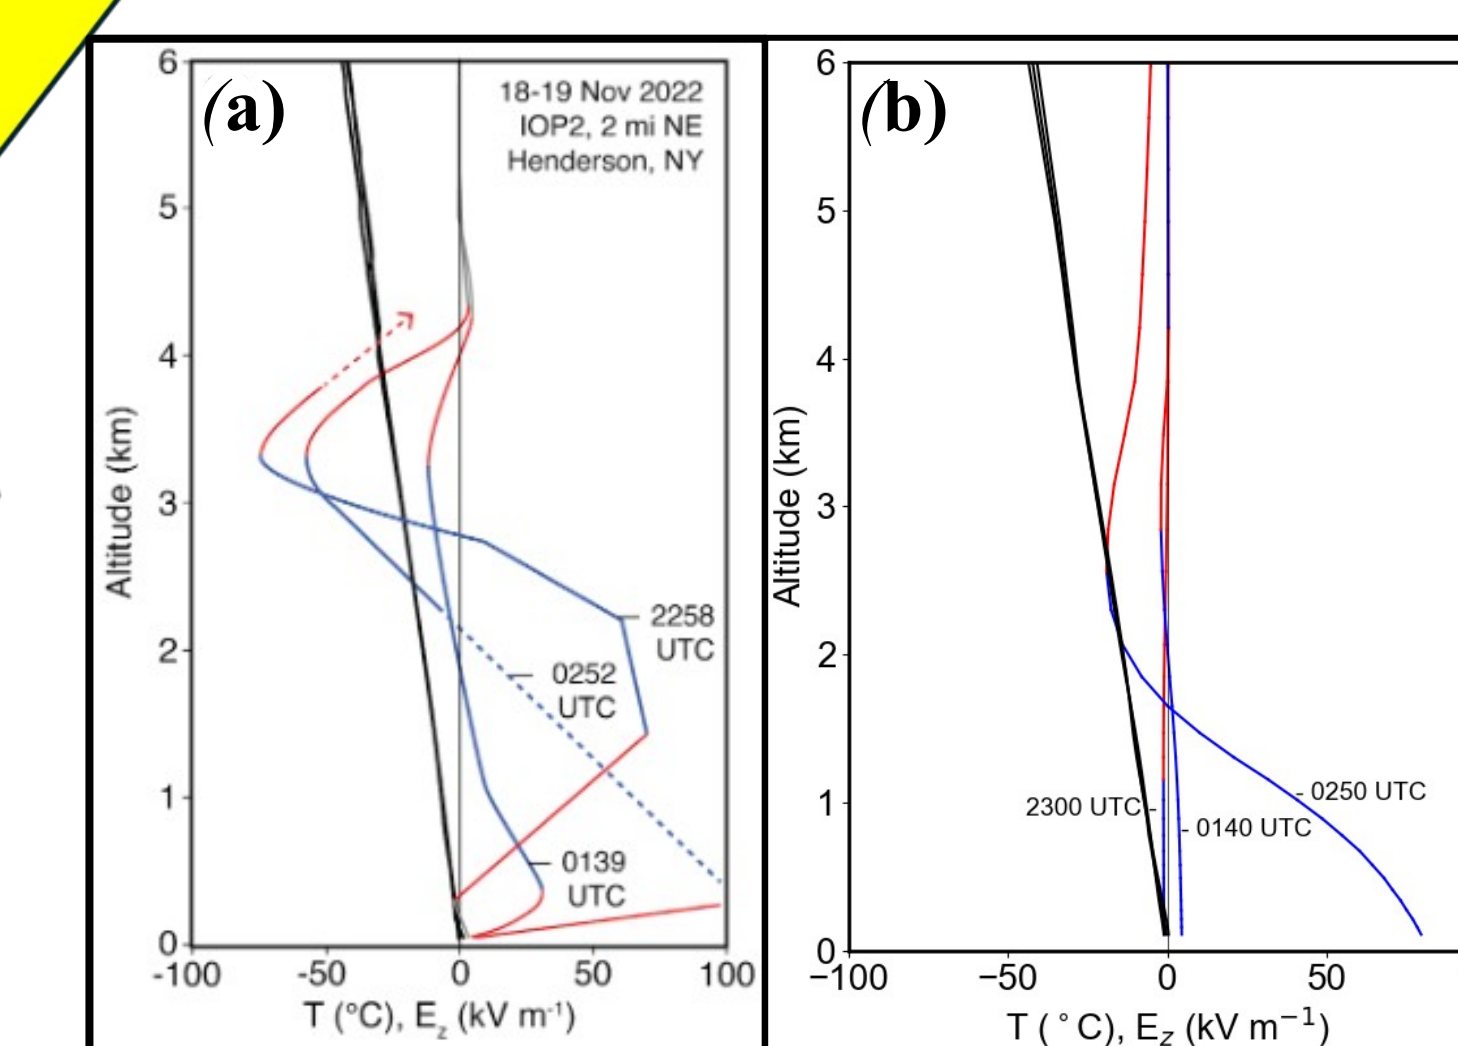 (a)
18-19 Nov 2022
IOP2, 2 mi NE
Henderson, NY
6
5
4
3
2
1
0
Altitude (km)
2258
UTC
0252
UTC
0139
UTC
-100
-50
0
50
100
T (°C), Ez (kV m-1)
(b)
6
5
4
3
2
1
0
Altitude (km)
2300 UTC
0250 UTC
0140 UTC
−100
−50
0
50
T (°C), Ez (kV m−1)